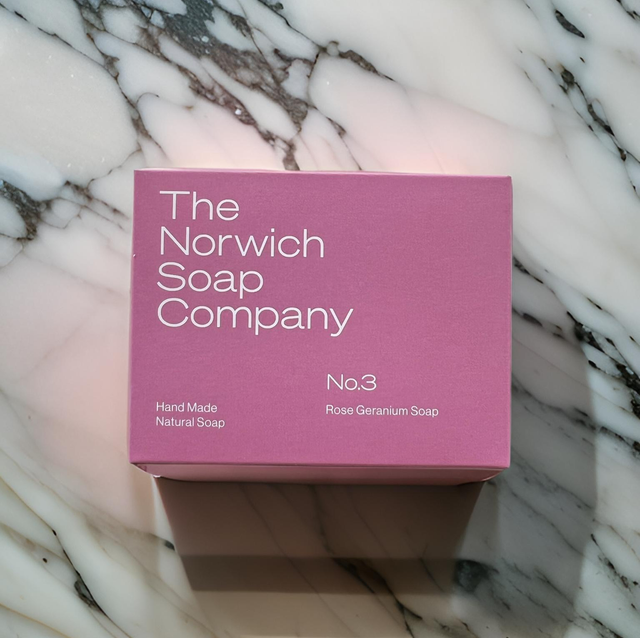 The
Norwich
Soap
Company
No.3
Hand Made
Natural Soap
Rose Geranium Soap